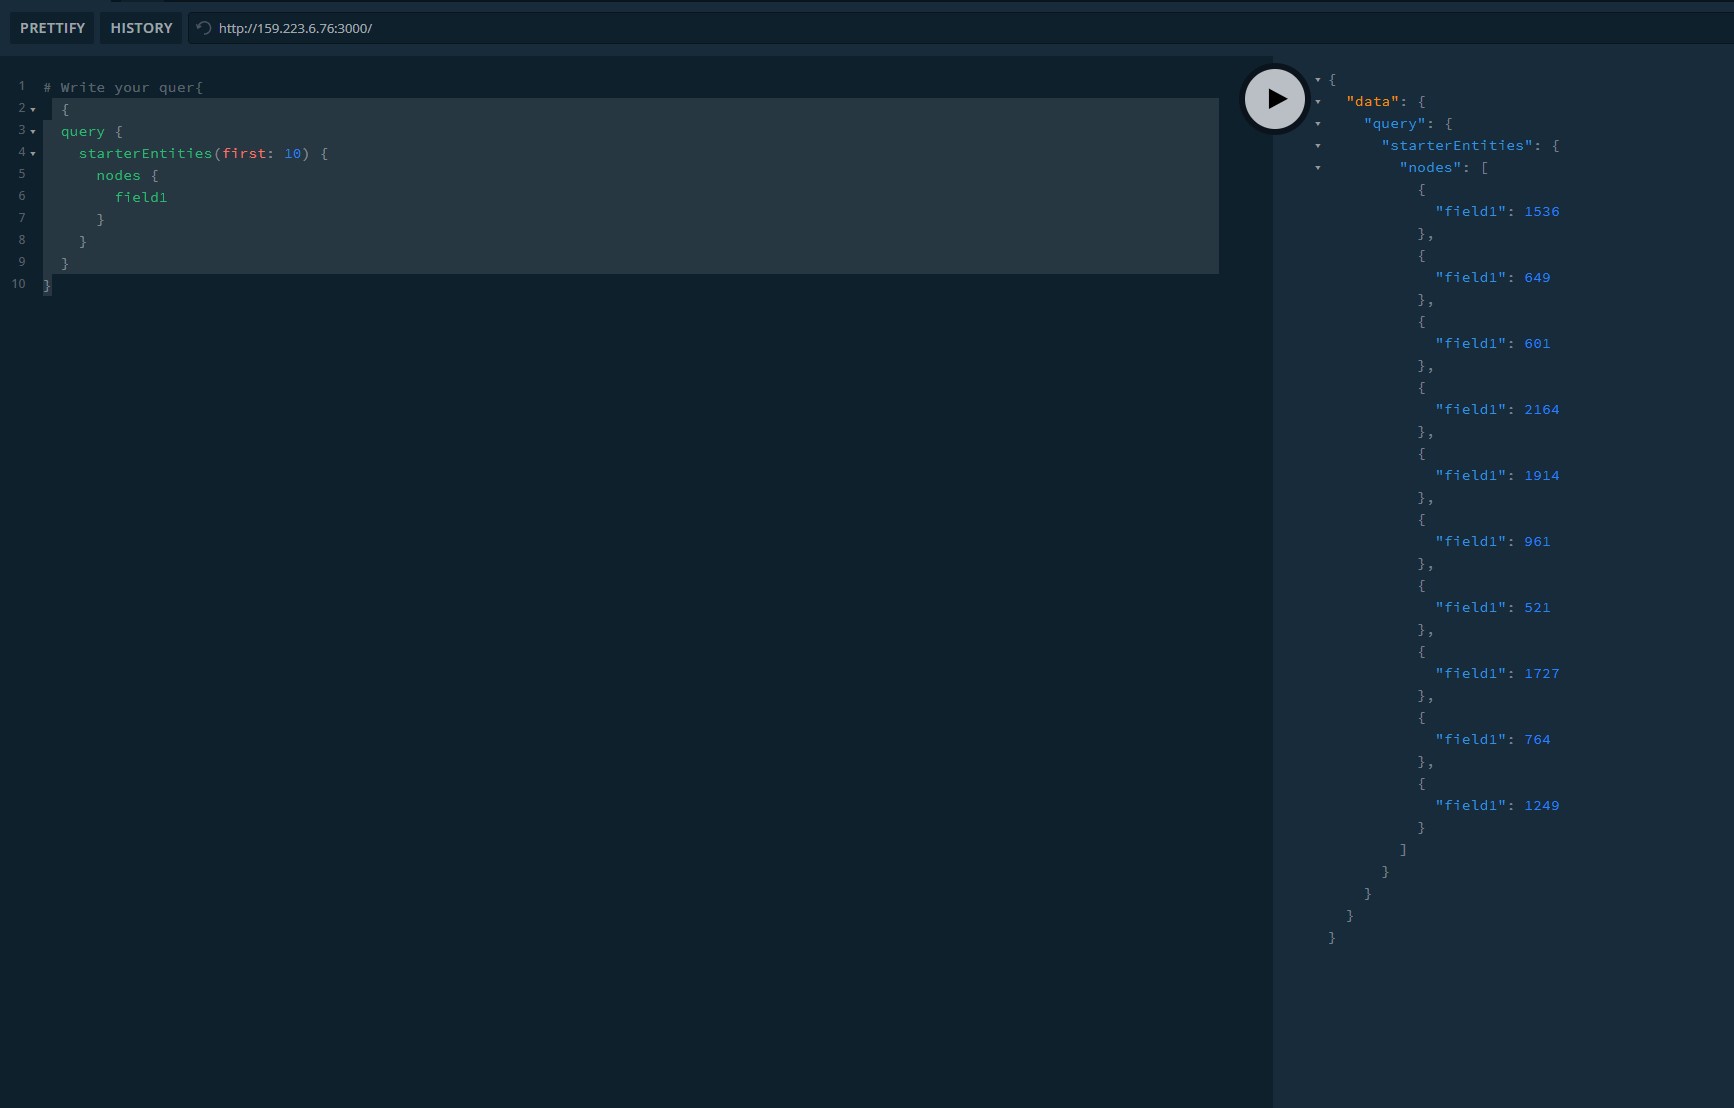 PRETTIFY HISTORY http://159.223.6.76:3000/
1 # Write your quer{
2 {
3 query {
4 starterEntities(first: 10) {
5 nodes {
6 field1
7 }
8 }
9 }
10 }
{
"data": {
"query": {
"starterEntities": {
"nodes": [
{
"field1": 1536
},
{
"field1": 649
},
{
"field1": 601
},
{
"field1": 2164
},
{
"field1": 1914
},
{
"field1": 961
},
{
"field1": 521
},
{
"field1": 1727
},
{
"field1": 764
},
{
"field1": 1249
}
]
}
}
}
}